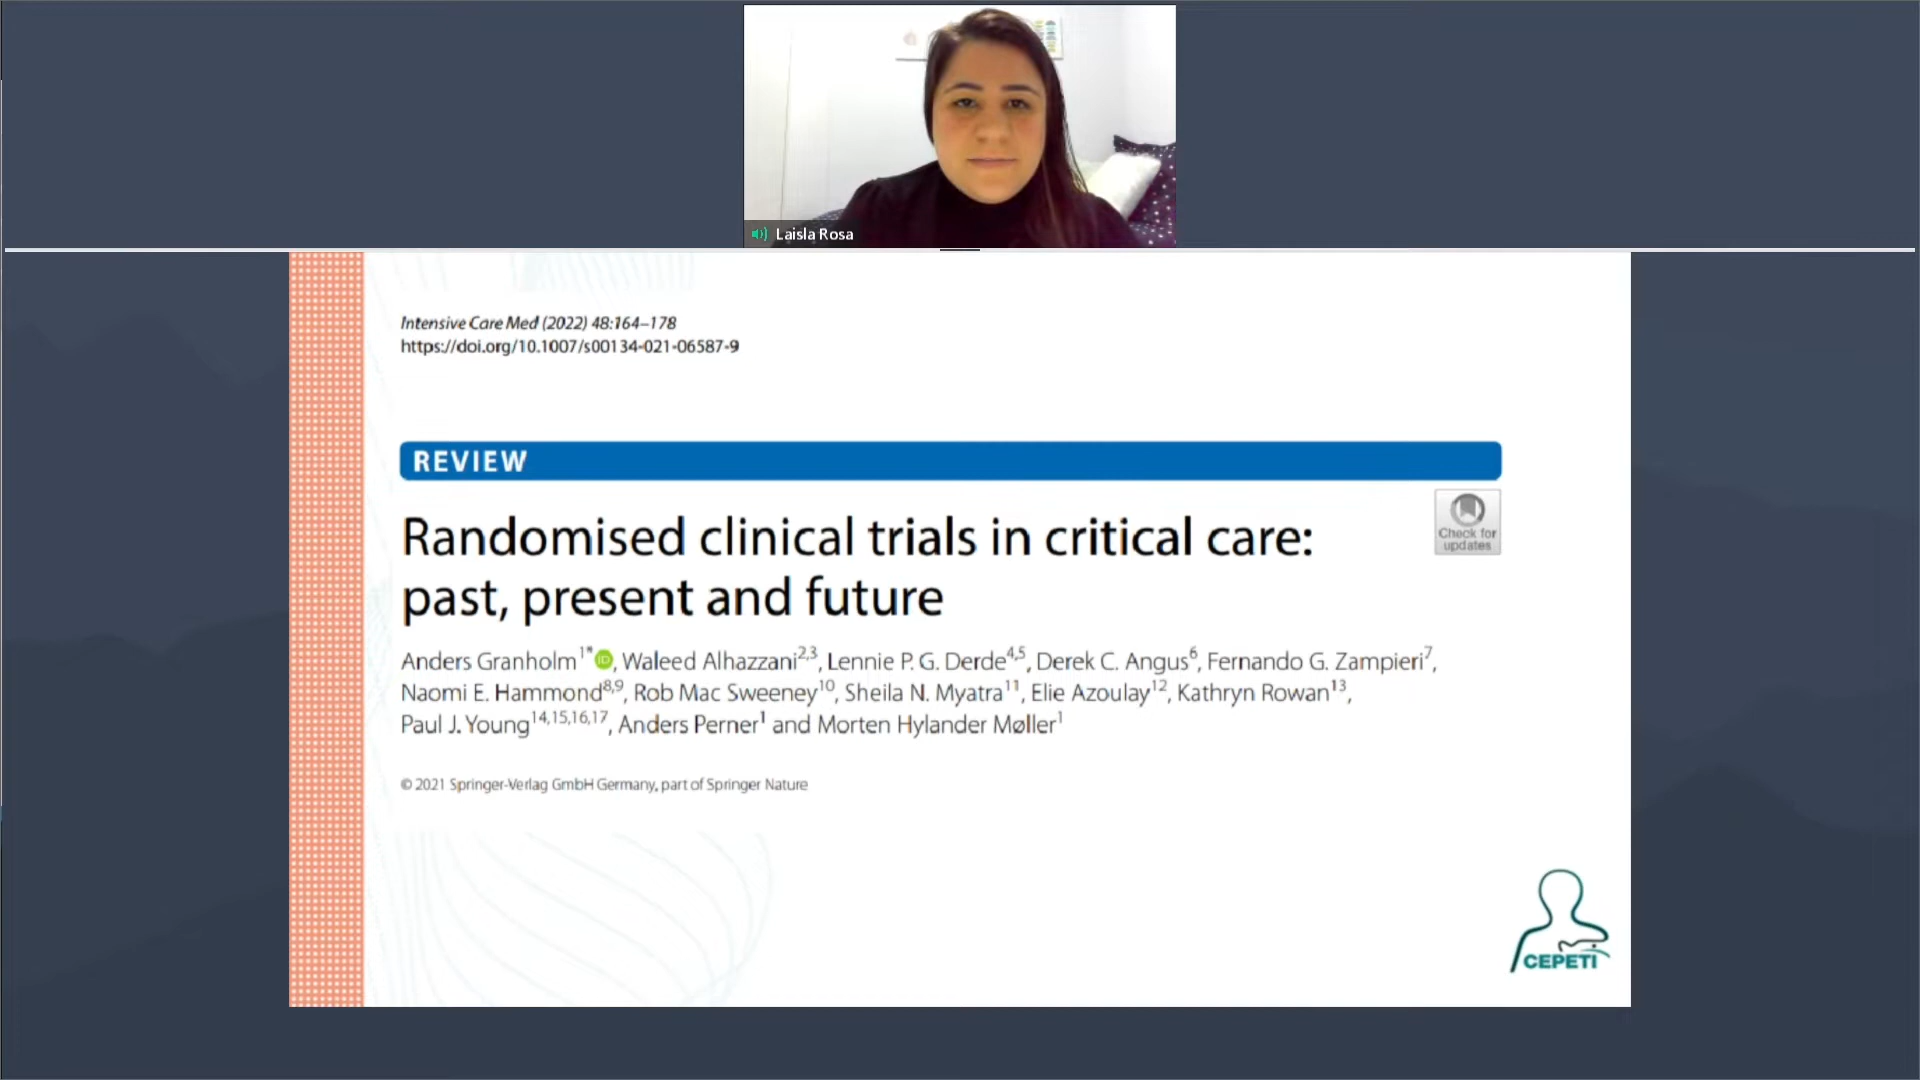 Laisla Rosa
Intensive Care Med (2022) 48:164–178
https://doi.org/10.1007/s00134-021-06587-9
REVIEW
Check for
updates
Randomised clinical trials in critical care:
past, present and future
Anders Granholm1* iD, Waleed Alhazzani2,3, Lennie P. G. Derde4,5, Derek C. Angus6, Fernando G. Zampieri7,
Naomi E. Hammond8,9, Rob Mac Sweeney10, Sheila N. Myatra11, Elie Azoulay12, Kathryn Rowan13,
Paul J. Young14,15,16,17, Anders Perner1 and Morten Hylander Møller1
© 2021 Springer-Verlag GmbH Germany, part of Springer Nature
CEPETI